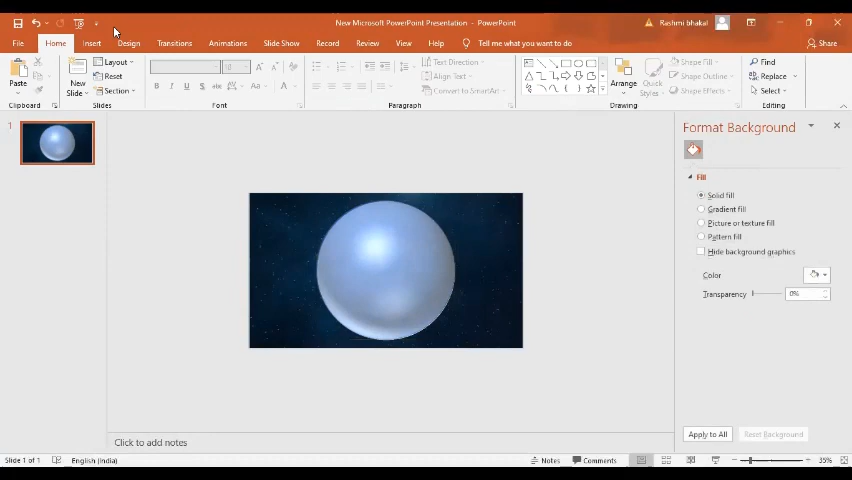 New Microsoft PowerPoint Presentation - PowerPoint
Rashmi bhakal
File Home Insert Design Transitions Animations Slide Show Record Review View Help Tell me what you want to do Share
Paste
New Slide
Layout
Reset
Section
10
B I U S abc AV Aa A
Text Direction
Align Text
Convert to SmartArt
Arrange
Quick Styles
Shape Fill
Shape Outline
Shape Effects
Find
Replace
Select
Clipboard Slides Font Paragraph Drawing Editing
1
Format Background
Fill
Solid fill
Gradient fill
Picture or texture fill
Pattern fill
Hide background graphics
Color
Transparency 0%
Apply to All Reset Background
Click to add notes
Slide 1 of 1 English (India) Notes Comments 35%